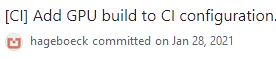 [CI] Add GPU build to CI configuration.
hageboeck committed on Jan 28, 2021